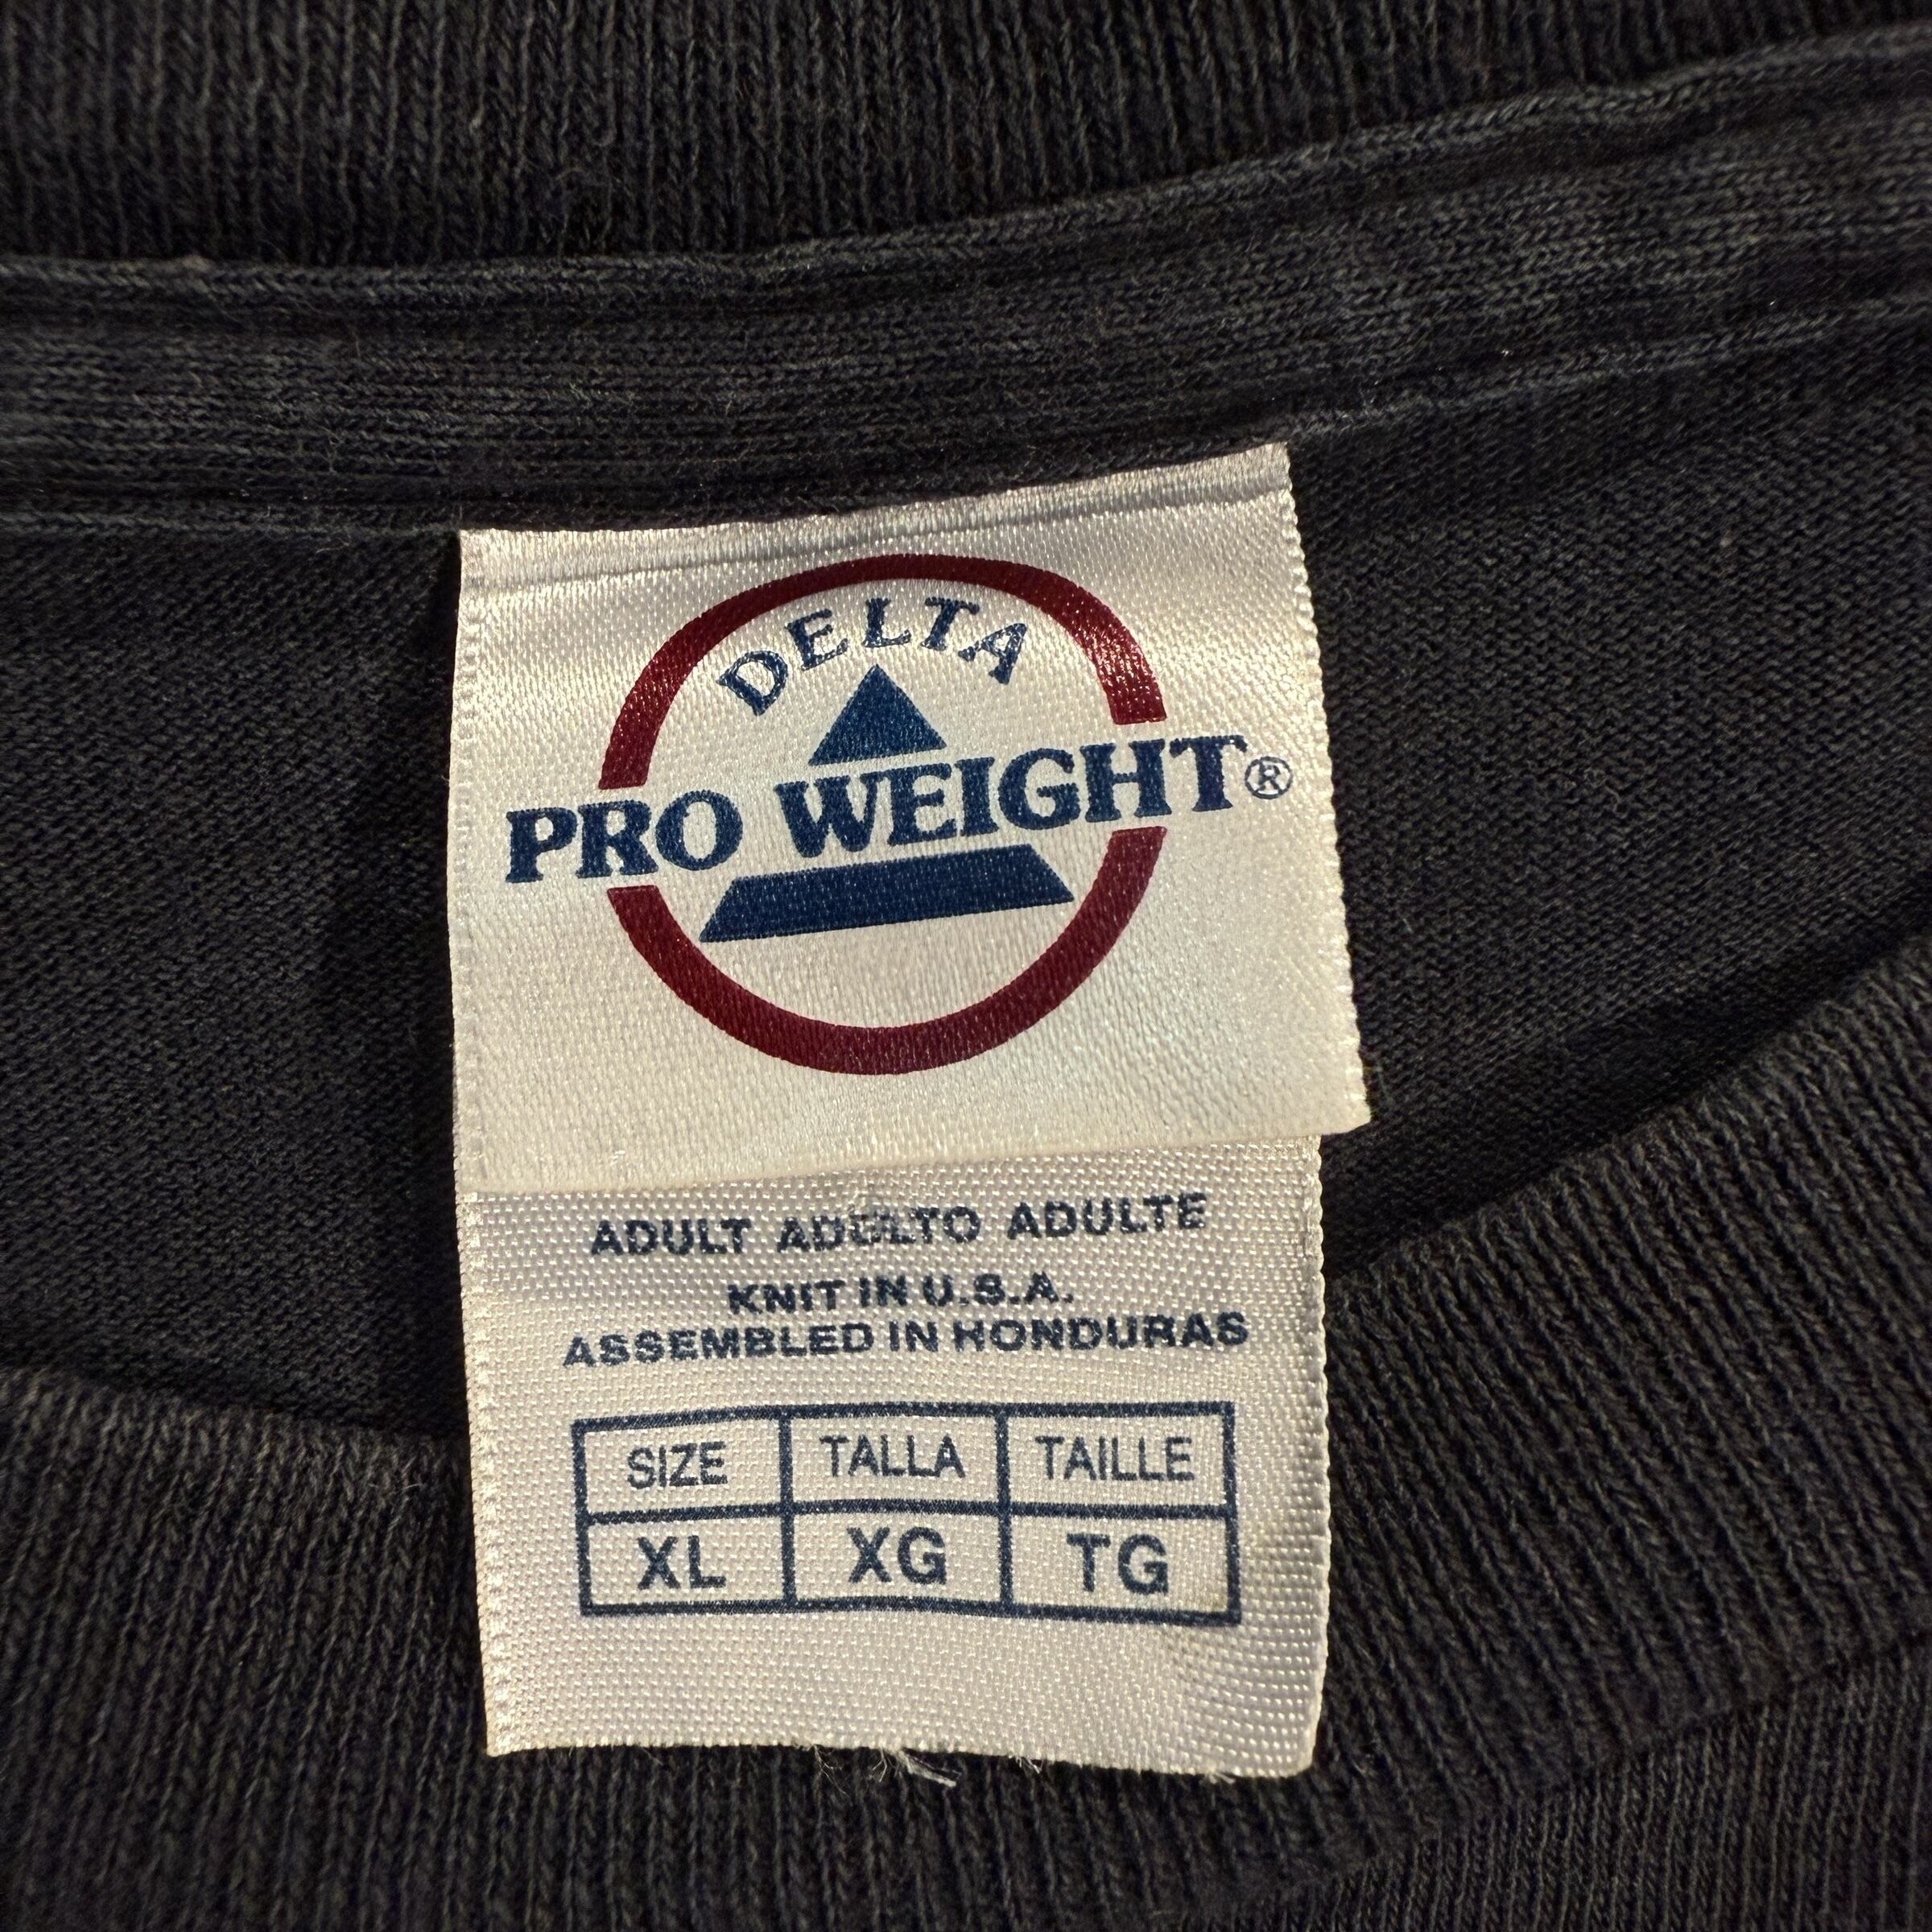 DELTA
PRO WEIGHT®
ADULT ADULTO ADULTE
KNIT IN U.S.A.
ASSEMBLED IN HONDURAS
SIZE TALLA TAILLE
XL XG TG